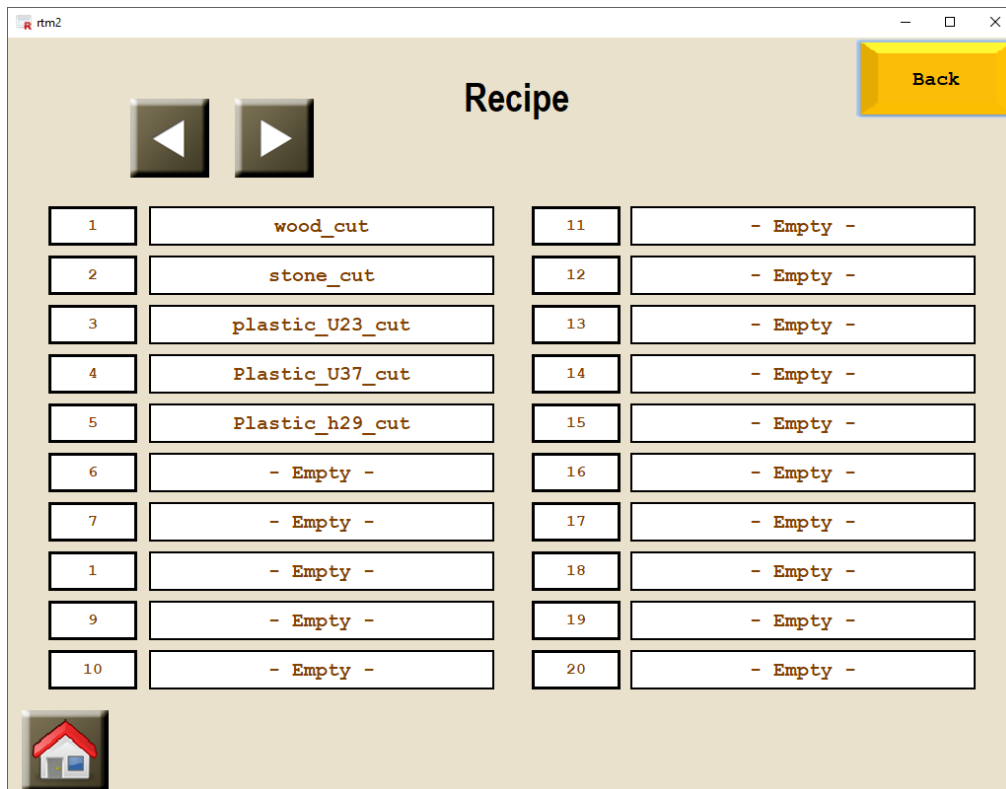 rtm2
Back
Recipe
1 wood_cut
2 stone_cut
3 plastic_U23_cut
4 Plastic_U37_cut
5 Plastic_h29_cut
6 - Empty -
7 - Empty -
1 - Empty -
9 - Empty -
10 - Empty -
11 - Empty -
12 - Empty -
13 - Empty -
14 - Empty -
15 - Empty -
16 - Empty -
17 - Empty -
18 - Empty -
19 - Empty -
20 - Empty -